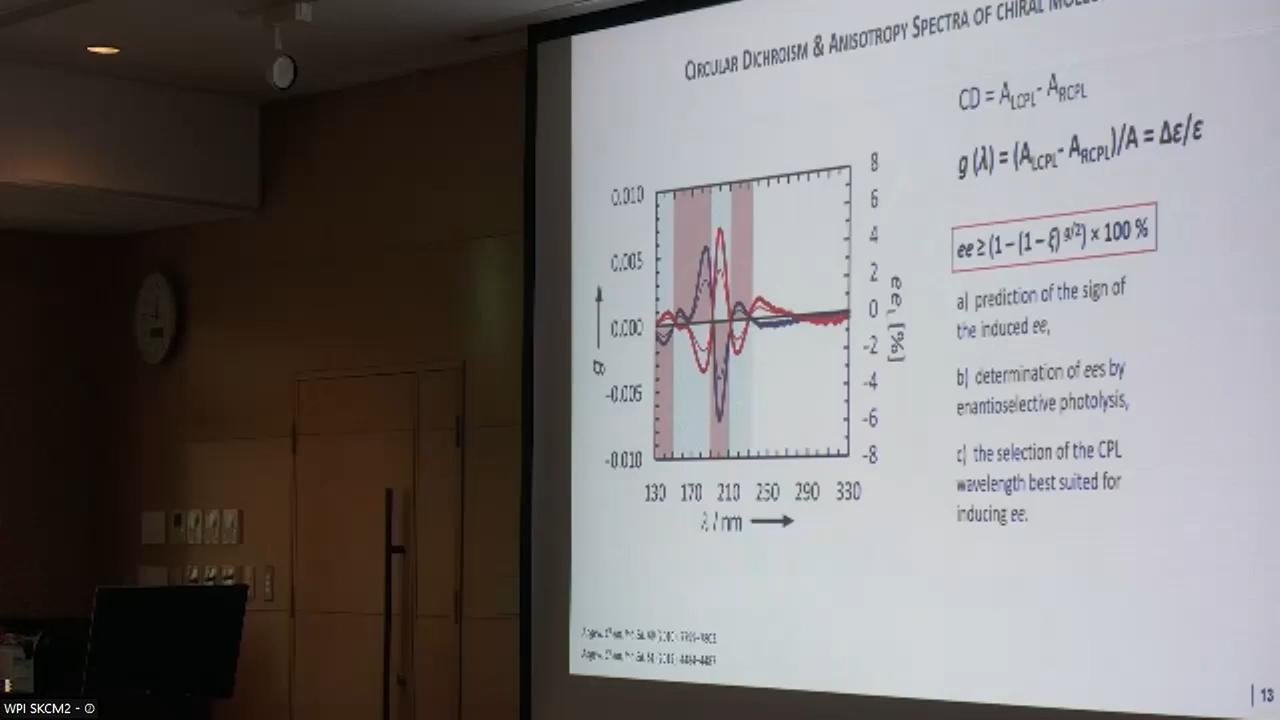 CIRCULAR DICHROISM & ANISOTROPY SPECTRA OF CHIRAL
CD = A_LCPL - A_RCPL
g (λ) = (A_LCPL - A_RCPL)/A = Δε/ε
ee ≥ (1 – (1 – ξ)^g/2) × 100 %
a) prediction of the sign of
the induced ee,
b) determination of ees by
enantioselective photolysis,
c) the selection of the CPL
wavelength best suited for
inducing ee.
0.010
0.005
0.000
-0.005
-0.010
g
8
6
4
2
0
-2
-4
-6
-8
ee, [%]
130 170 210 250 290 330
λ / nm
| 13
WPI SKCM2 -